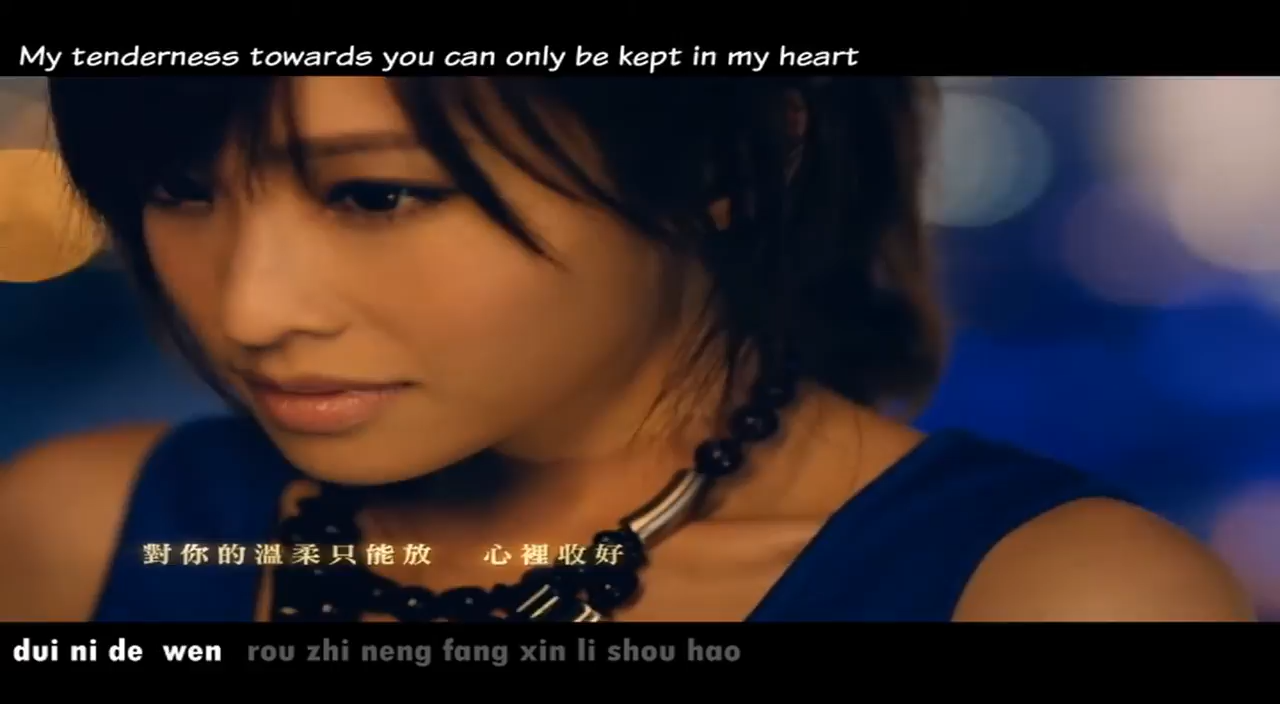 My tenderness towards you can only be kept in my heart
對你的溫柔只能放 心裡收好
dui ni de wen rou zhi neng fang xin li shou hao